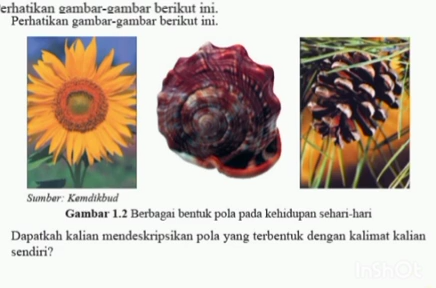 erhatikan gambar-gambar berikut ini.
Perhatikan gambar-gambar berikut ini.
Sumber: Kemdikbud
Gambar 1.2 Berbagai bentuk pola pada kehidupan sehari-hari
Dapatkah kalian mendeskripsikan pola yang terbentuk dengan kalimat kalian
sendiri?
InShOt